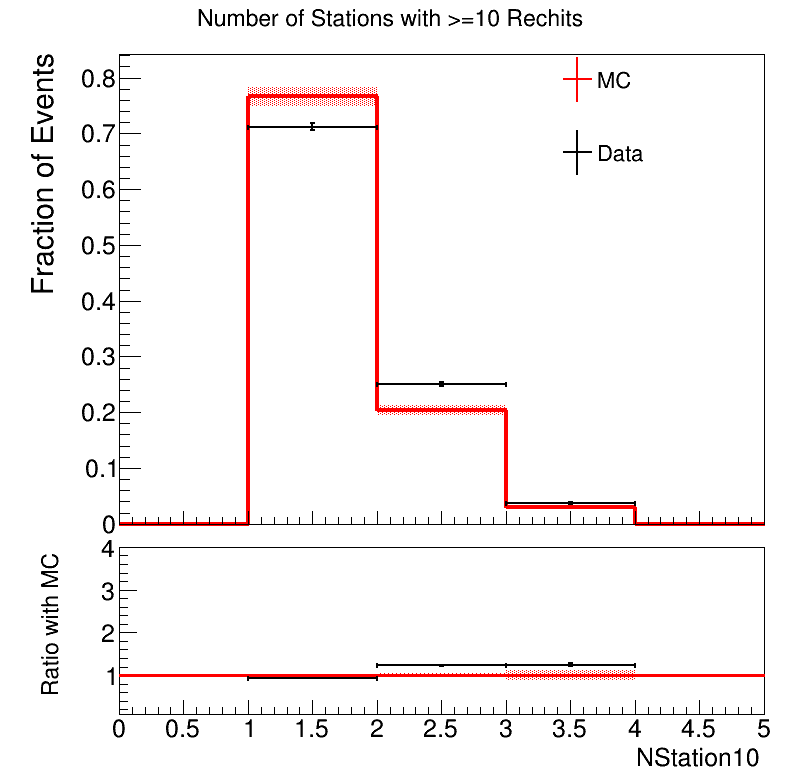 Number of Stations with >=10 Rechits
Fraction of Events
0.8
0.7
0.6
0.5
0.4
0.3
0.2
0.1
0
MC
Data
Ratio with MC
4
3
2
1
0 0.5 1 1.5 2 2.5 3 3.5 4 4.5 5
NStation10